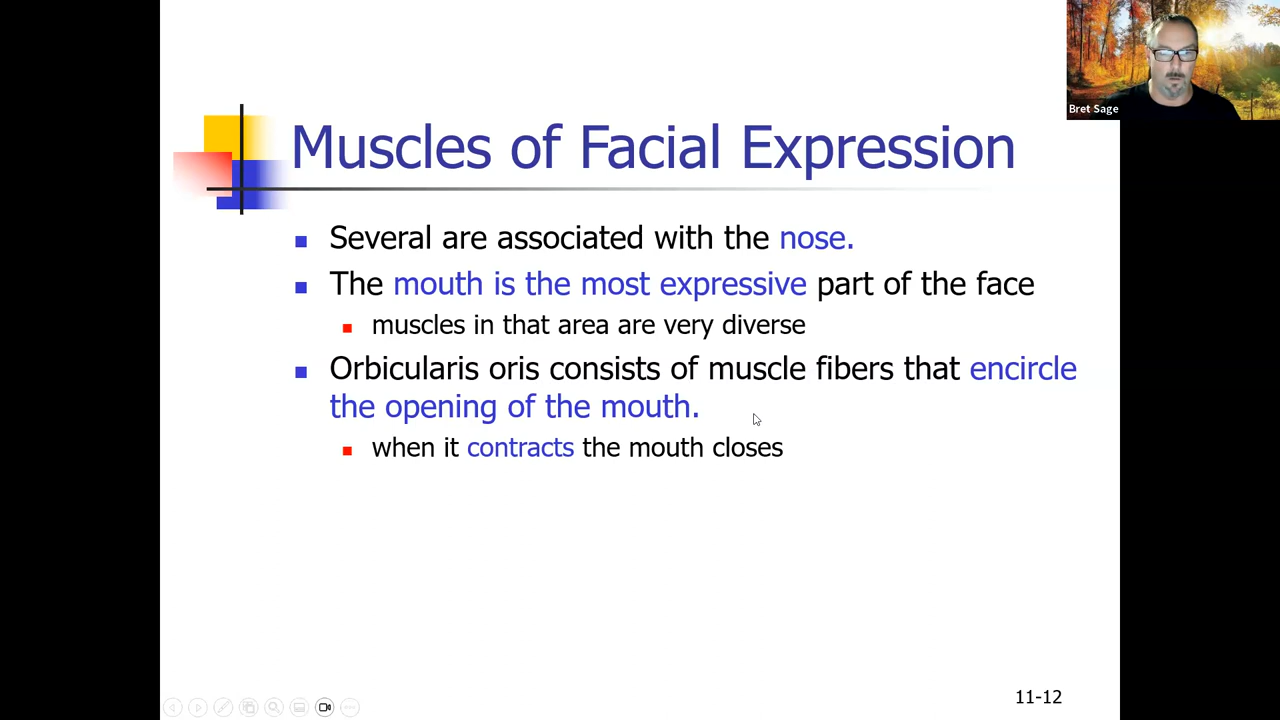 Bret Sage
Muscles of Facial Expression
Several are associated with the nose.
The mouth is the most expressive part of the face
muscles in that area are very diverse
Orbicularis oris consists of muscle fibers that encircle
the opening of the mouth.
when it contracts the mouth closes
11-12